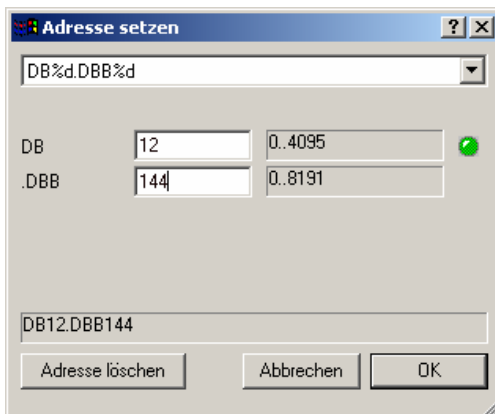 Adresse setzen
DB%d.DBB%d
DB 12 0..4095
.DBB 144 0..8191
DB12.DBB144
Adresse löschen Abbrechen OK